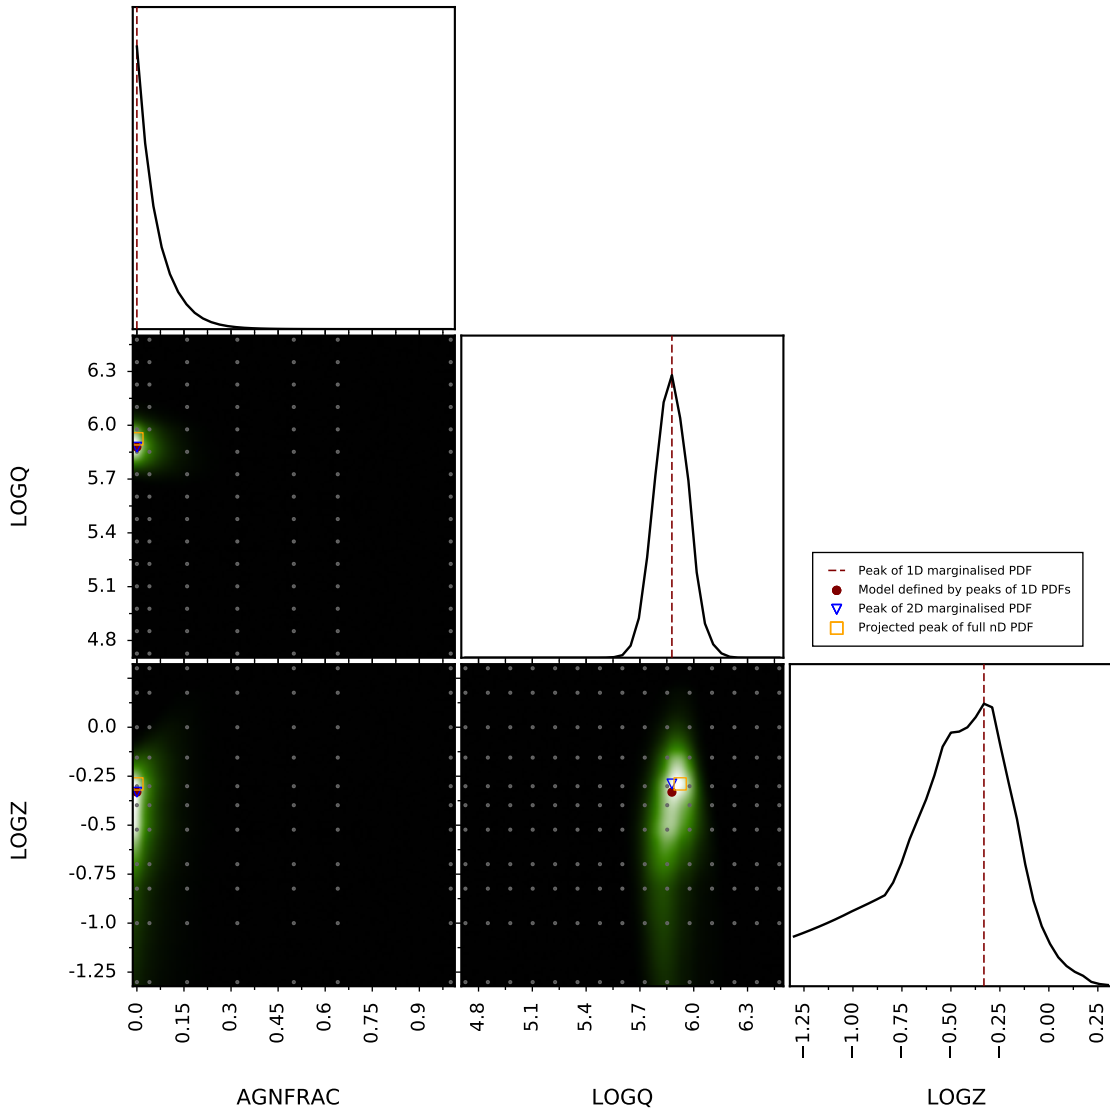 6.3
6.0
5.7
5.4
5.1
4.8
LOGQ
Peak of 1D marginalised PDF
Model defined by peaks of 1D PDFs
Peak of 2D marginalised PDF
Projected peak of full nD PDF
0.0
-0.25
-0.5
-0.75
-1.0
-1.25
LOGZ
0.0 0.15 0.3 0.45 0.6 0.75 0.9
4.8 5.1 5.4 5.7 6.0 6.3
−1.25 −1.00 −0.75 −0.50 −0.25 0.00 0.25
AGNFRAC LOGQ LOGZ